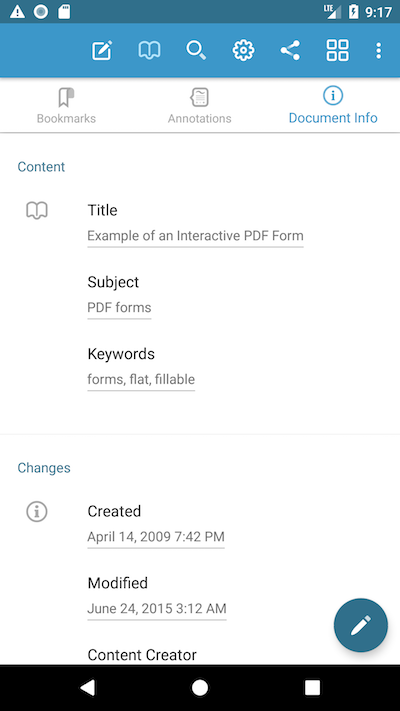 LTE 9:17
Bookmarks Annotations Document Info
Content
Title
Example of an Interactive PDF Form
Subject
PDF forms
Keywords
forms, flat, fillable
Changes
Created
April 14, 2009 7:42 PM
Modified
June 24, 2015 3:12 AM
Content Creator